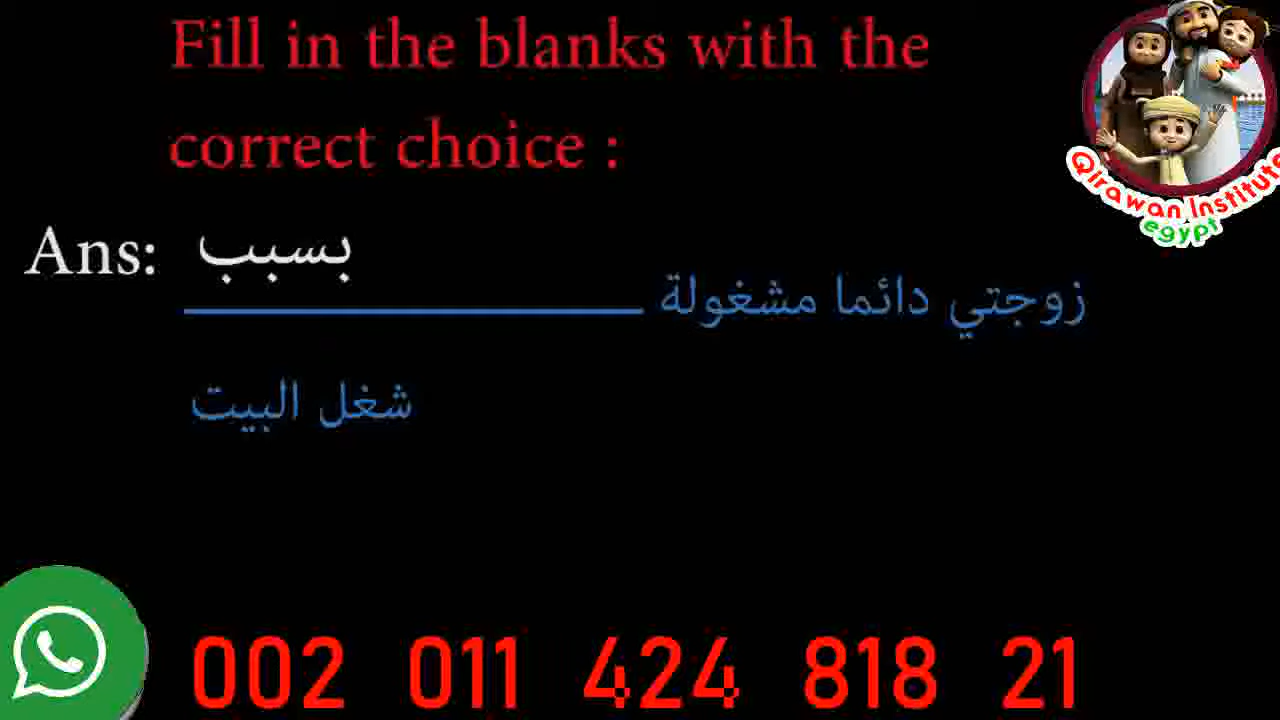 Fill in the blanks with the
correct choice :
Qirawan Institute
egypt
Ans: بسبب
زوجتي دائما مشغولة ________
شغل البيت
002 011 424 818 21